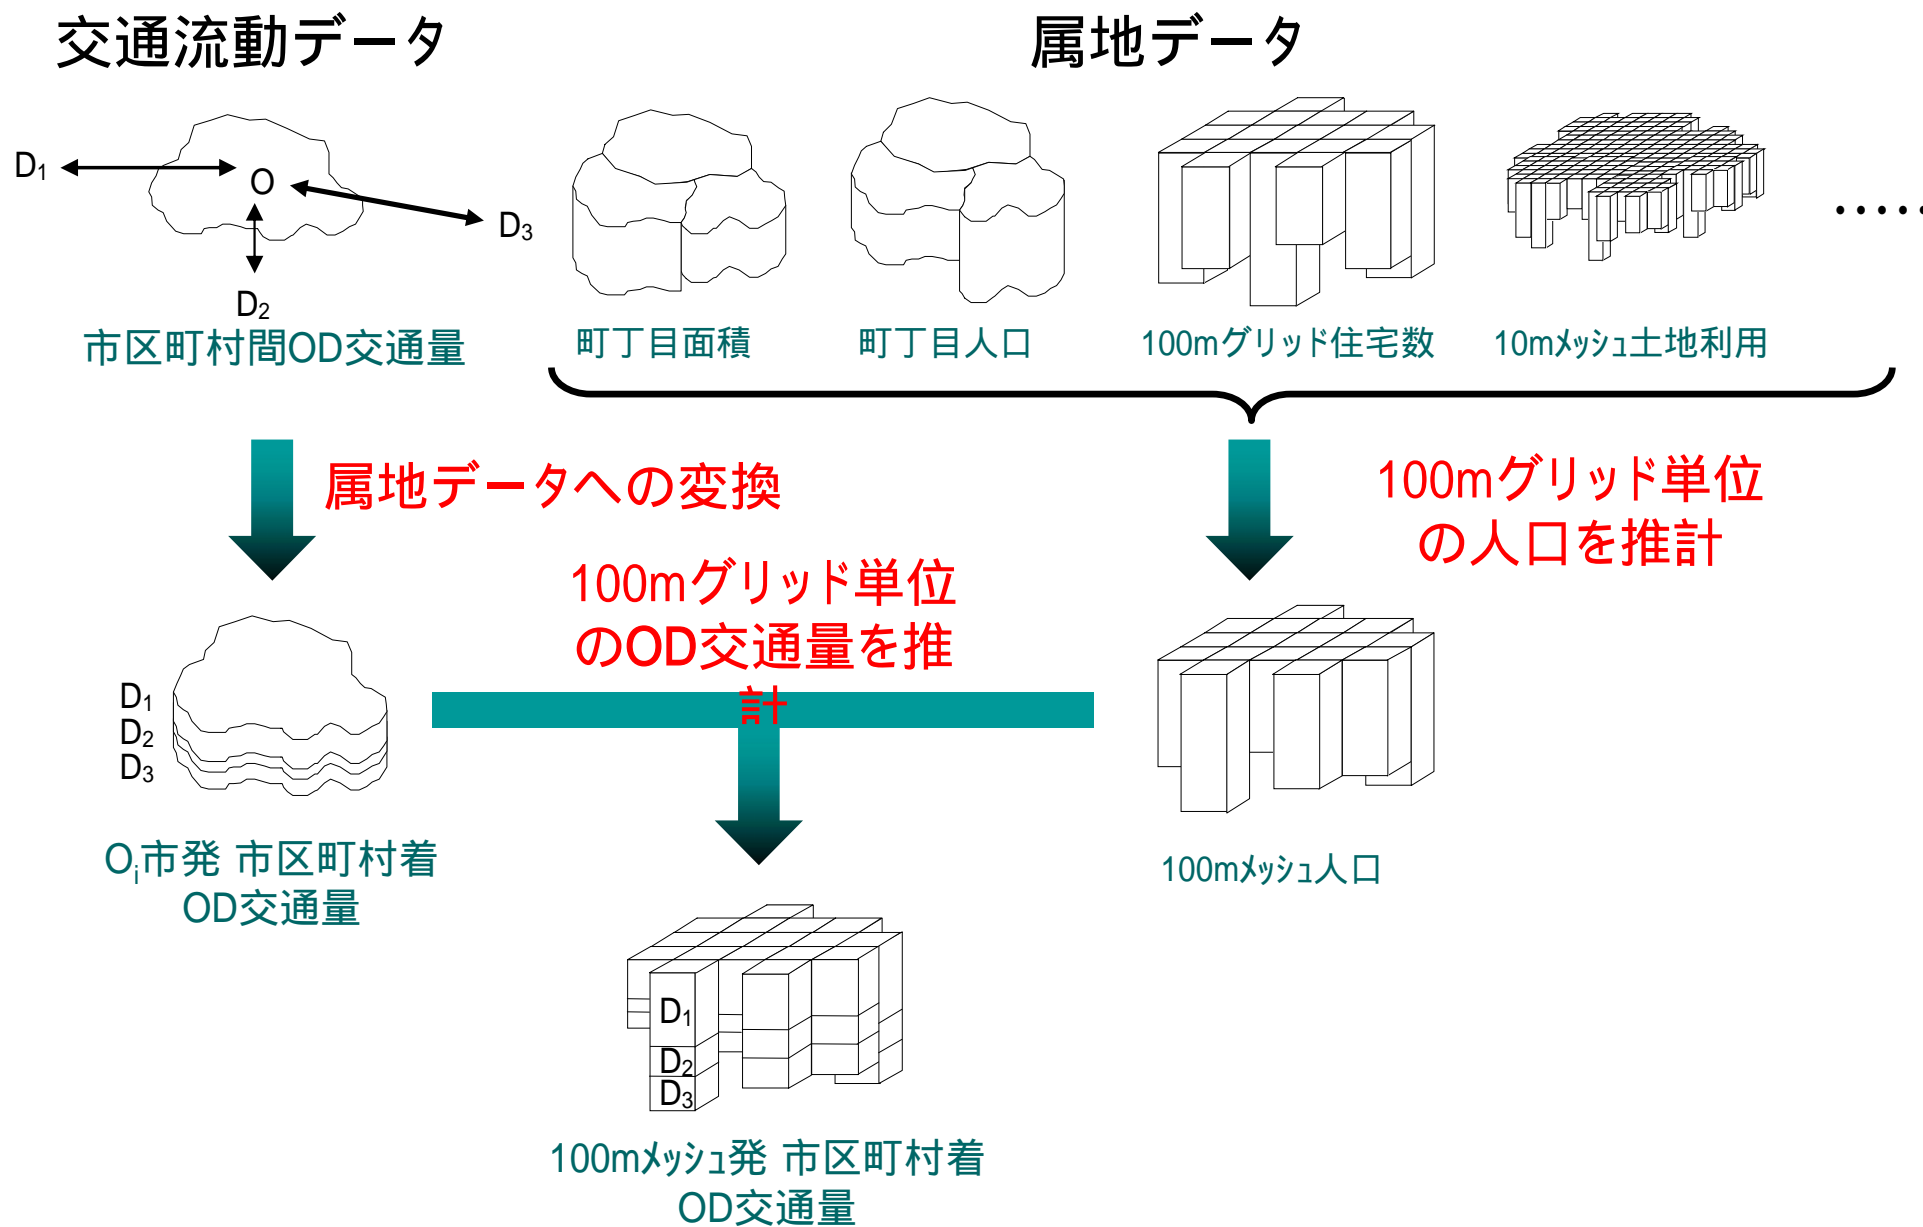 交通流動データ
属地データ
D1
O
D3
D2
市区町村間OD交通量
町丁目面積
町丁目人口
100mグリッド住宅数
10mメッシュ土地利用
・・・・・
属地データへの変換
100mグリッド単位
の人口を推計
100mグリッド単位
のOD交通量を推
計
D1
D2
D3
Oi市発 市区町村着
OD交通量
100mメッシュ人口
D1
D2
D3
100mメッシュ発 市区町村着
OD交通量